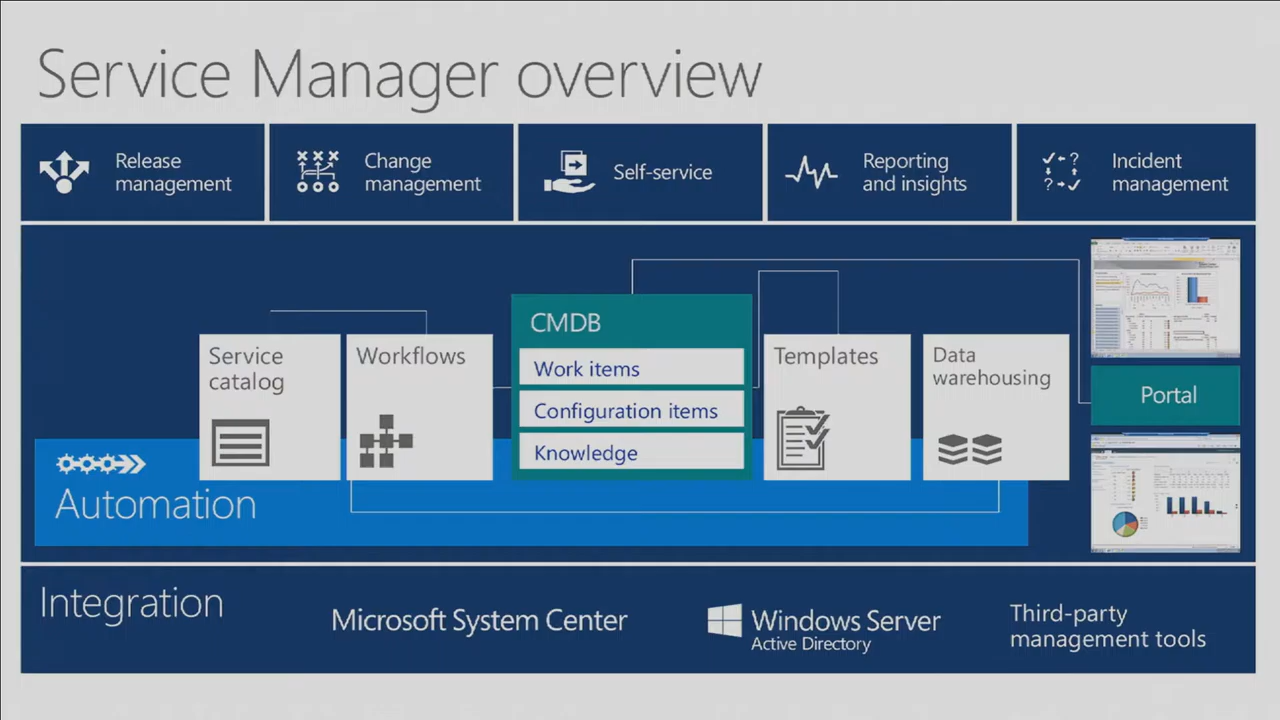 Service Manager overview
Release
management
Change
management
Self-service
Reporting
and insights
Incident
management
Service
catalog
Workflows
CMDB
Work items
Configuration items
Knowledge
Templates
Data
warehousing
Portal
Automation
Integration
Microsoft System Center
Windows Server
Active Directory
Third-party
management tools